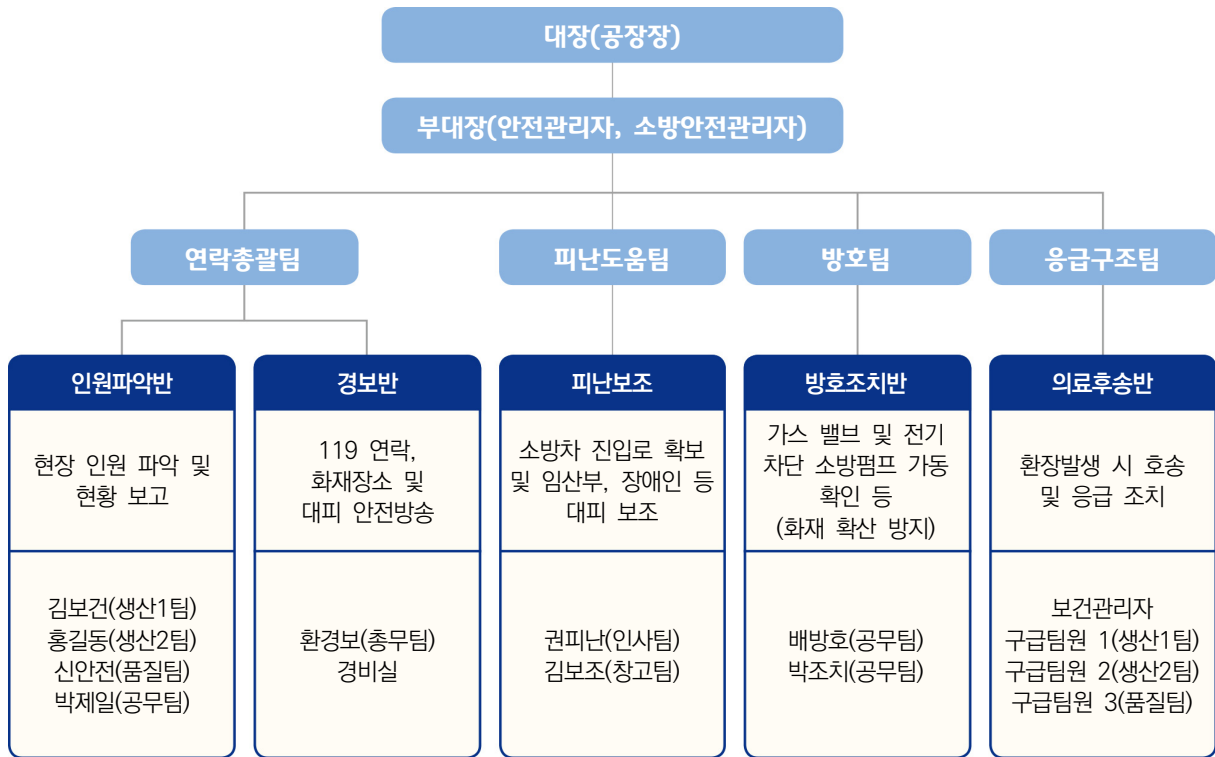 대장(공장장)
부대장(안전관리자, 소방안전관리자)
연락총괄팀
피난도움팀
방호팀
응급구조팀
인원파악반
현장 인원 파악 및
현황 보고
김보건(생산1팀)
홍길동(생산2팀)
신안전(품질팀)
박제일(공무팀)
경보반
119 연락,
화재장소 및
대피 안전방송
환경보(총무팀)
경비실
피난보조
소방차 진입로 확보
및 임산부, 장애인 등
대피 보조
권피난(인사팀)
김보조(창고팀)
방호조치반
가스 밸브 및 전기
차단 소방펌프 가동
확인 등
(화재 확산 방지)
배방호(공무팀)
박조치(공무팀)
의료후송반
환장발생 시 호송
및 응급 조치
보건관리자
구급팀원 1(생산1팀)
구급팀원 2(생산2팀)
구급팀원 3(품질팀)